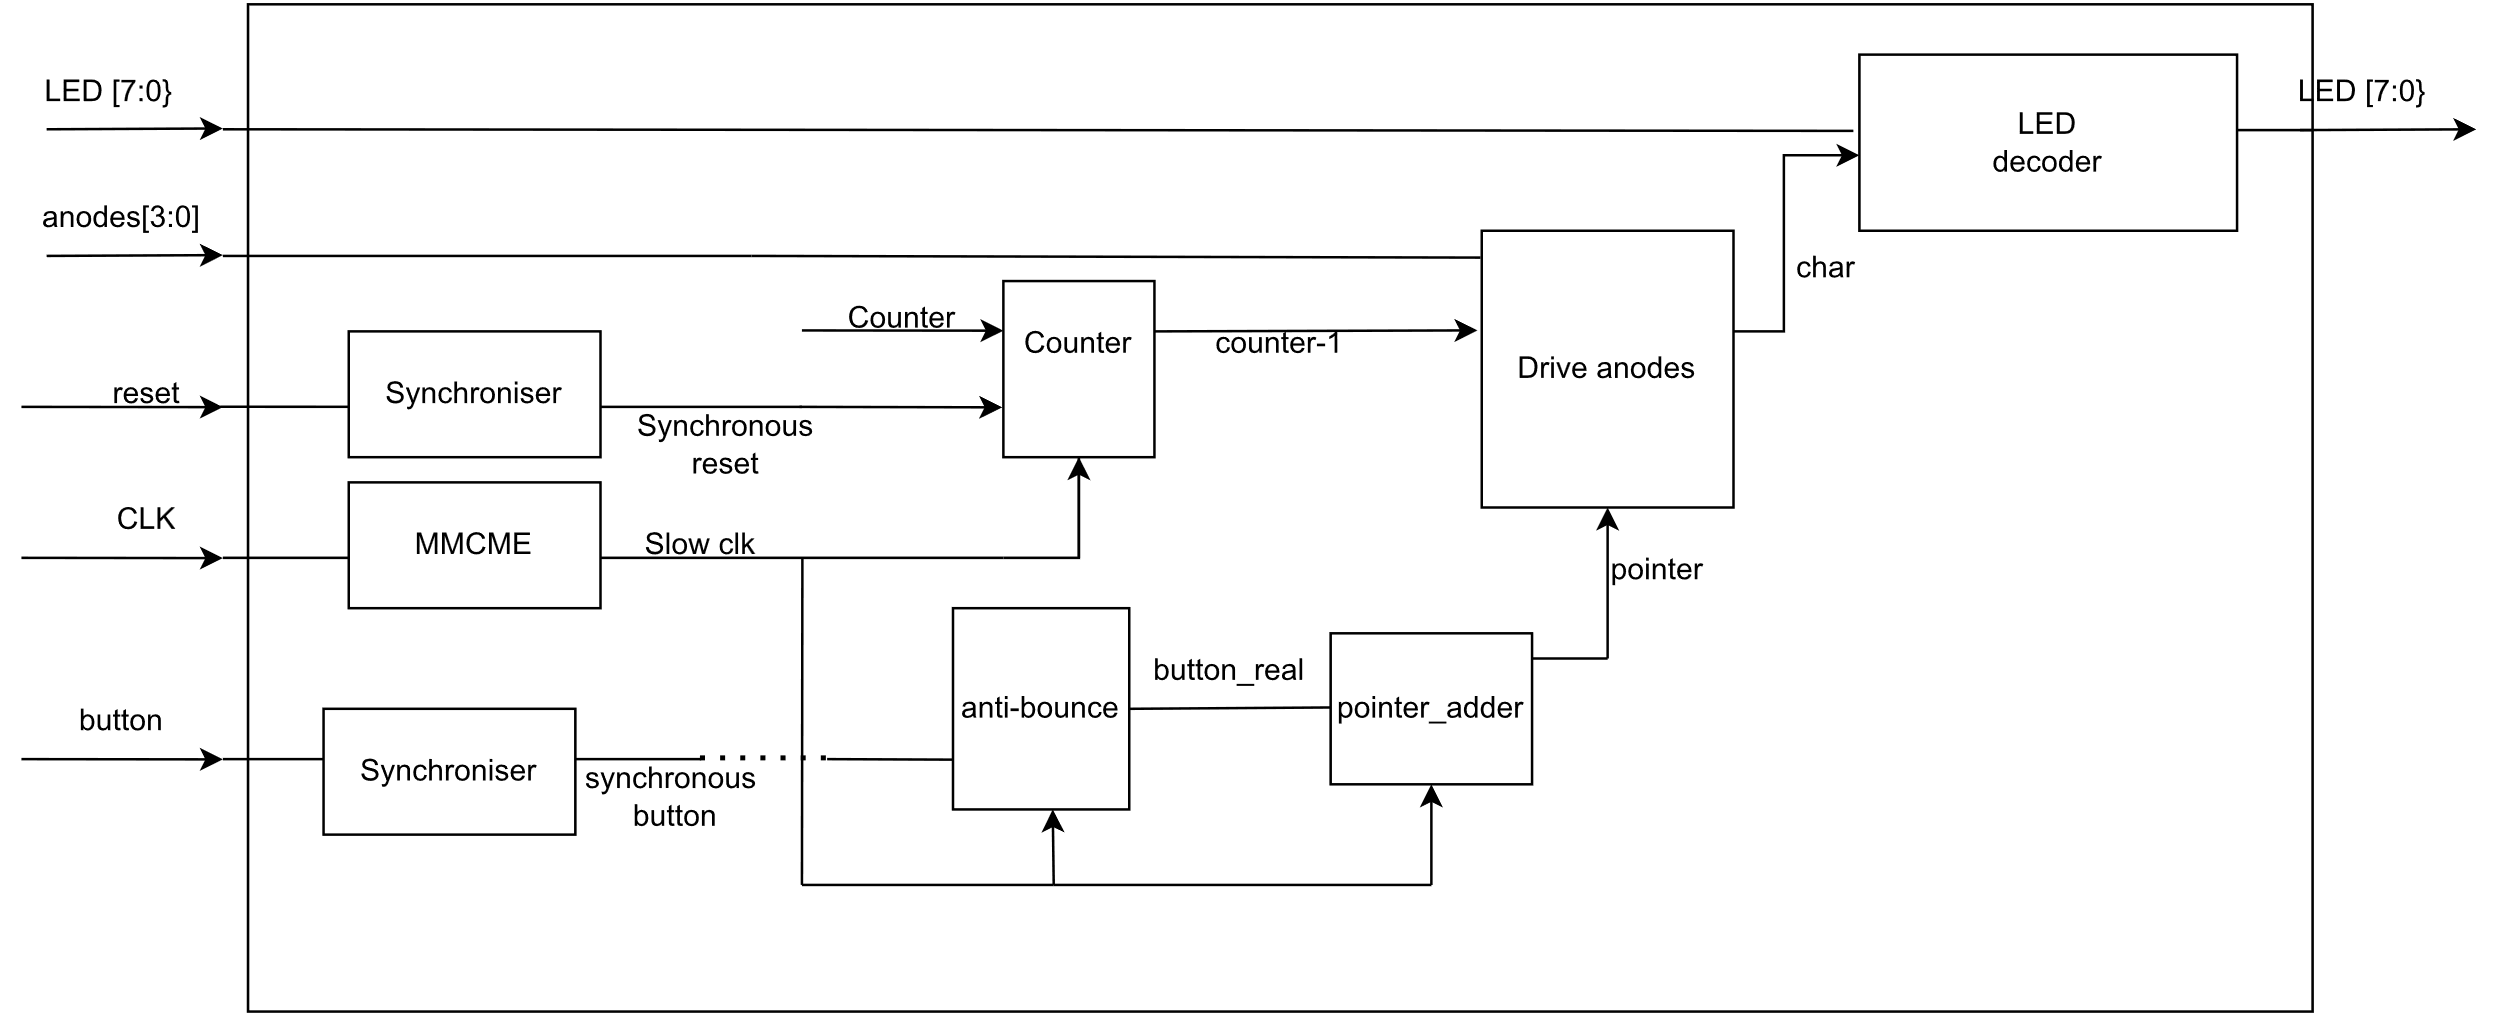 LED [7:0}
LED
decoder
LED [7:0}
anodes[3:0]
char
Counter
Counter
counter-1
Drive anodes
reset
Synchroniser
Synchronous
reset
CLK
MMCME
Slow clk
pointer
button_real
button
anti-bounce
pointer_adder
Synchroniser
synchronous
button